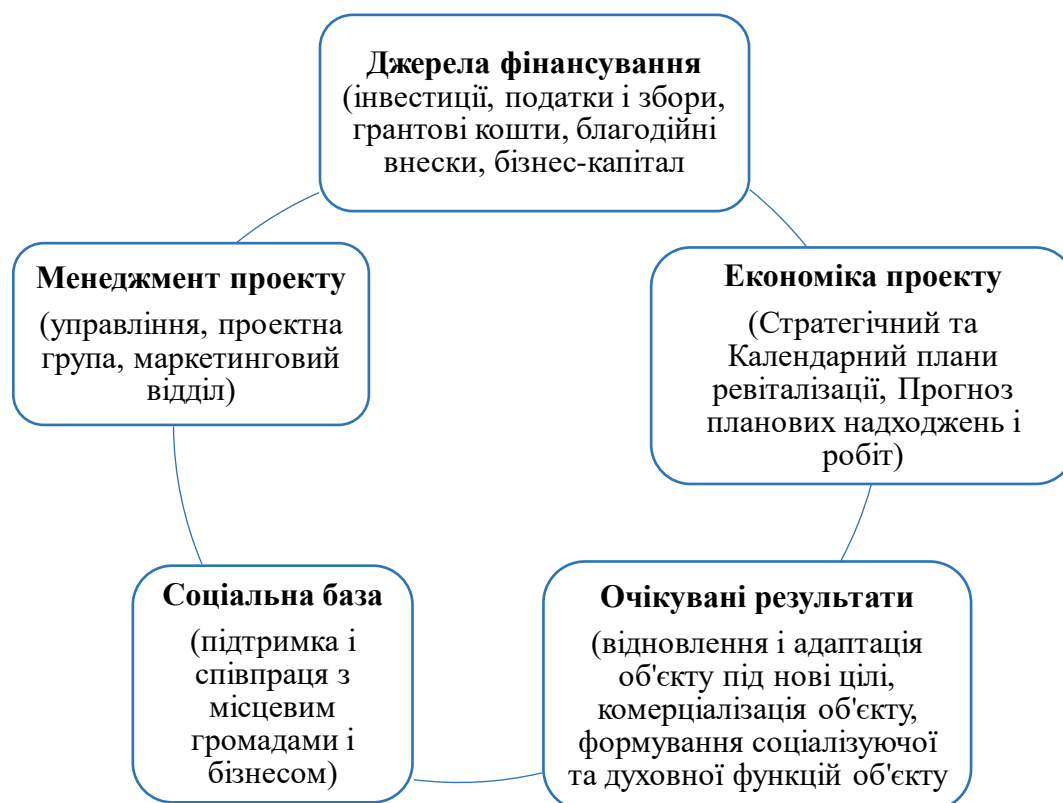 Джерела фінансування
(інвестиції, податки і збори,
грантові кошти, благодійні
внески, бізнес-капітал
Менеджмент проекту
(управління, проектна
група, маркетинговий
відділ)
Економіка проекту
(Стратегічний та
Календарний плани
ревіталізації, Прогноз
планових надходжень і
робіт)
Соціальна база
(підтримка і
співпраця з
місцевим
громадами і
бізнесом)
Очікувані результати
(відновлення і адаптація
об'єкту під нові цілі,
комерціалізація об'єкту,
формування соціалізуючої
та духовної функцій об'єкту